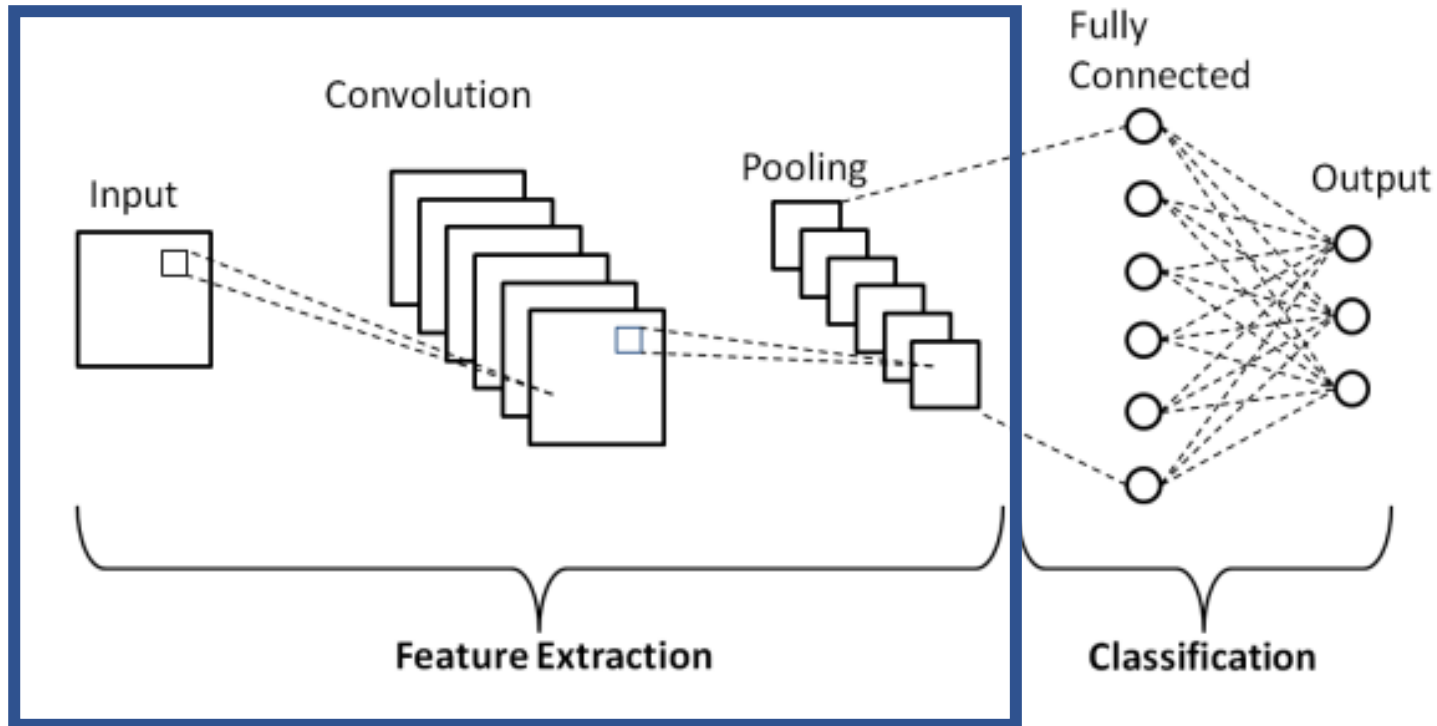 Input
Convolution
Pooling
Fully
Connected
Output
Feature Extraction
Classification